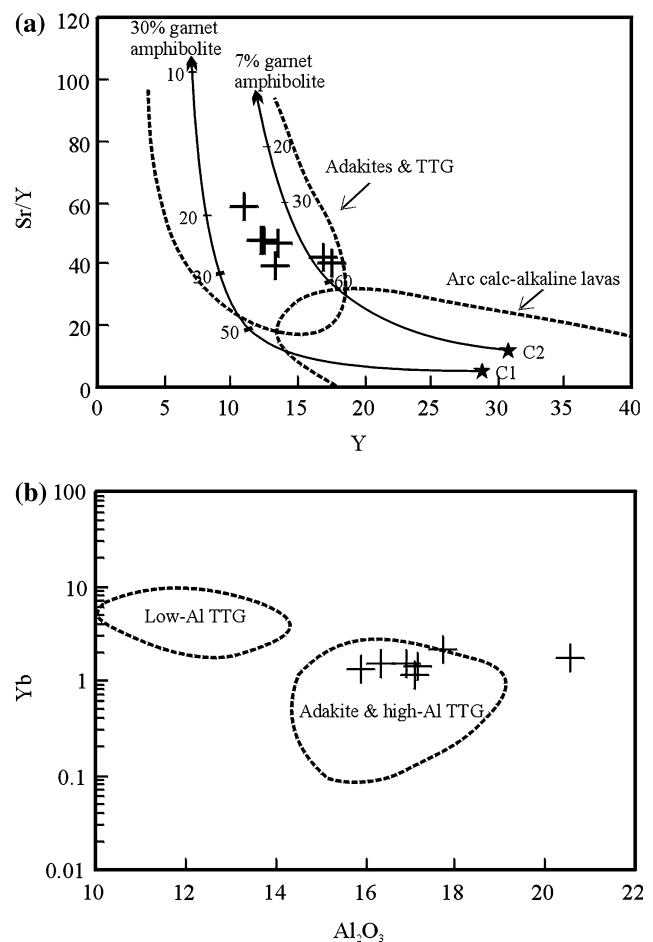 (a)
120
100
80
60
40
20
0
Sr/Y
30% garnet
amphibolite
7% garnet
amphibolite
10
20
30
50
20
30
60
Adakites & TTG
Arc calc-alkaline lavas
C2
C1
0 5 10 15 20 25 30 35 40
Y
(b)
100
10
1
0.1
0.01
Yb
Low-Al TTG
Adakite & high-Al TTG
10 12 14 16 18 20 22
Al₂O₃